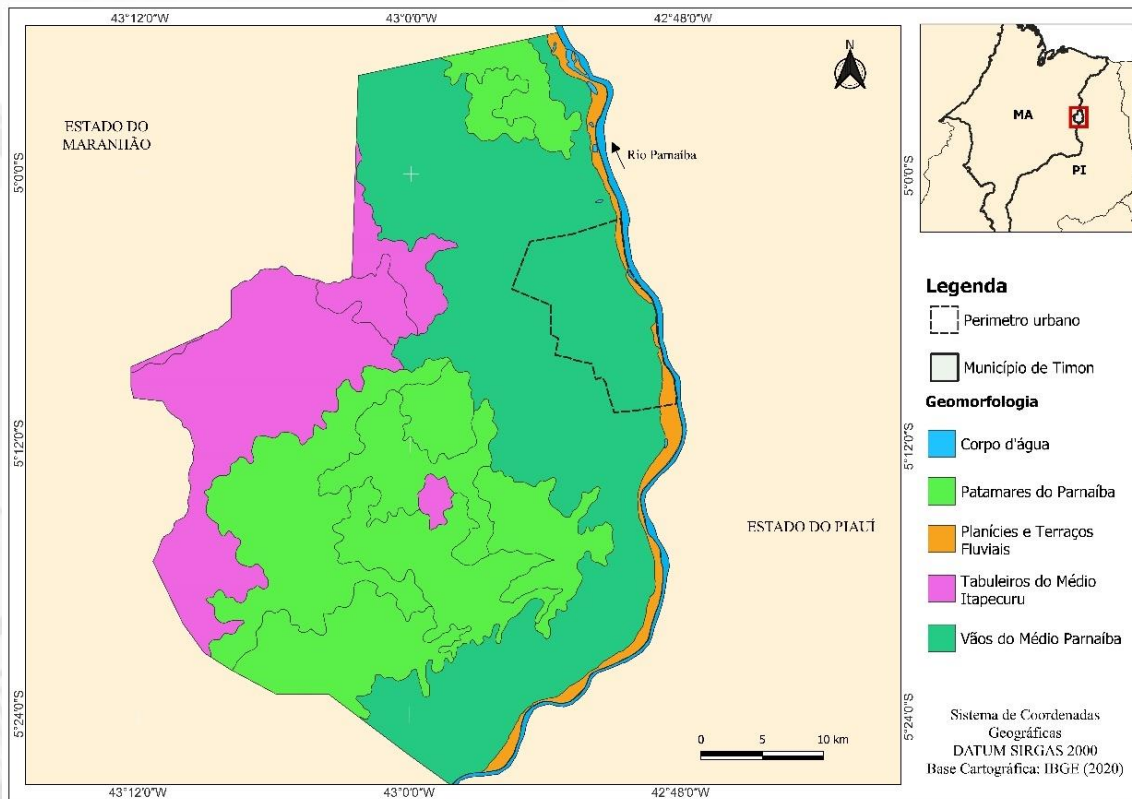 43°12'0"W
43°0'0"W
42°48'0"W
N
ESTADO DO
MARANHÃO
Rio Parnaíba
5°0'0"S
5°0'0"S
MA
PI
Legenda
Perimetro urbano
Município de Timon
Geomorfologia
Corpo d'água
Patamares do Parnaíba
Planícies e Terraços
Fluviais
Tabuleiros do Médio
Itapecuru
Vãos do Médio Parnaíba
5°12'0"S
5°12'0"S
ESTADO DO PIAUÍ
5°24'0"S
5°24'0"S
0 5 10 km
Sistema de Coordenadas
Geográficas
DATUM SIRGAS 2000
Base Cartográfica: IBGE (2020)
43°12'0"W
43°0'0"W
42°48'0"W